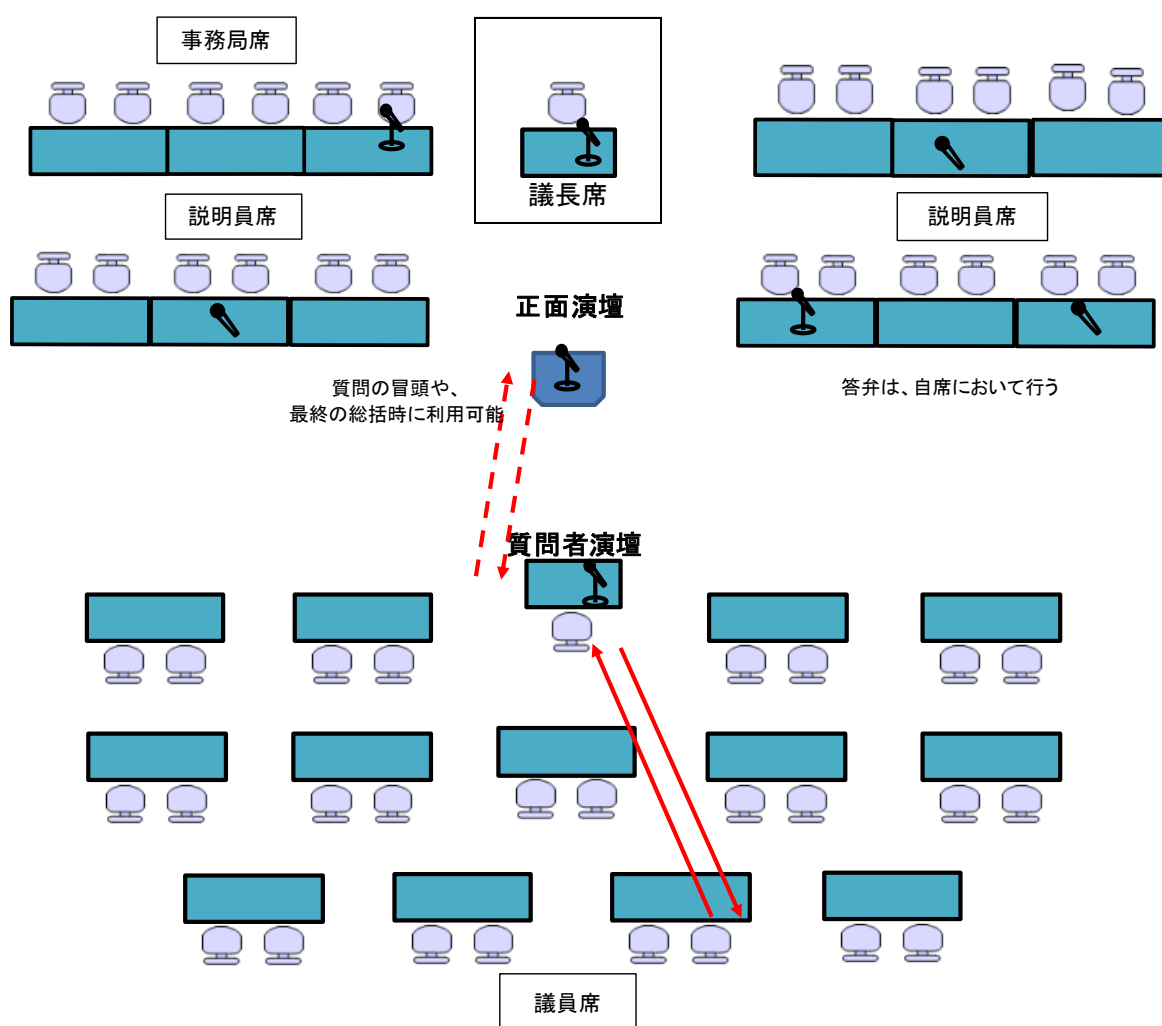 事務局席
議長席
説明員席
説明員席
正面演壇
質問の冒頭や、
最終の総括時に利用可能
答弁は、自席において行う
質問者演壇
議員席